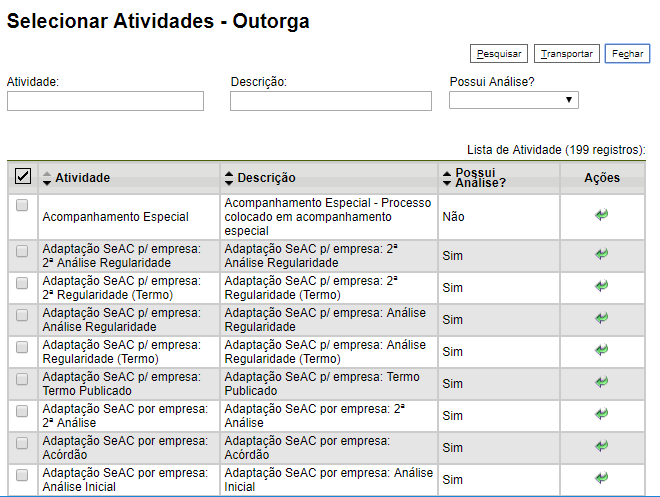 Selecionar Atividades - Outorga
Pesquisar Transportar Fechar
Atividade: Descrição: Possui Análise?
Lista de Atividade (199 registros):
Atividade Descrição Possui Análise? Ações
Acompanhamento Especial
Acompanhamento Especial - Processo
colocado em acompanhamento
especial
Não
Adaptação SeAC p/ empresa:
2ª Análise Regularidade
Adaptação SeAC p/ empresa: 2ª
Análise Regularidade
Sim
Adaptação SeAC p/ empresa:
2ª Regularidade (Termo)
Adaptação SeAC p/ empresa: 2ª
Regularidade (Termo)
Sim
Adaptação SeAC p/ empresa:
Análise Regularidade
Adaptação SeAC p/ empresa: Análise
Regularidade
Sim
Adaptação SeAC p/ empresa:
Regularidade (Termo)
Adaptação SeAC p/ empresa: Análise
Regularidade (Termo)
Sim
Adaptação SeAC p/ empresa:
Termo Publicado
Adaptação SeAC p/ empresa: Termo
Publicado
Sim
Adaptação SeAC por empresa:
2ª Análise
Adaptação SeAC por empresa: 2ª
Análise
Sim
Adaptação SeAC por empresa:
Acórdão
Adaptação SeAC por empresa:
Acórdão
Sim
Adaptação SeAC por empresa:
Análise Inicial
Adaptação SeAC por empresa: Análise
Inicial
Sim